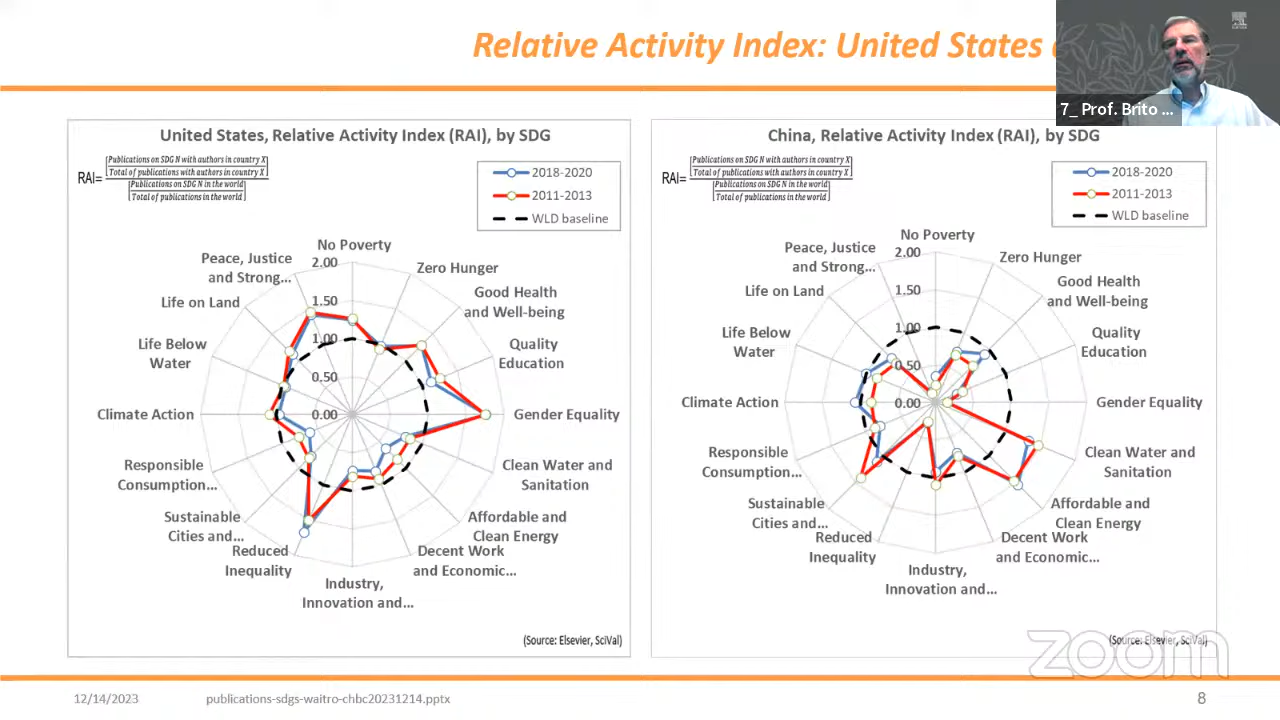 Relative Activity Index: United States
7_ Prof. Brito ...
United States, Relative Activity Index (RAI), by SDG
RAI=
Publications on SDG N with authors in country X
Total of publications with authors in country X
Publications on SDG N in the world
Total of publications in the world
2018-2020
2011-2013
WLD baseline
No Poverty
Zero Hunger
Good Health
and Well-being
Quality
Education
Gender Equality
Clean Water and
Sanitation
Affordable and
Clean Energy
Decent Work
and Economic...
Industry,
Innovation and...
Reduced
Inequality
Sustainable
Cities and...
Responsible
Consumption...
Climate Action
Life Below
Water
Life on Land
Peace, Justice
and Strong...
2.00
1.50
1.00
0.50
0.00
(Source: Elsevier, SciVal)
China, Relative Activity Index (RAI), by SDG
RAI=
Publications on SDG N with authors in country X
Total of publications with authors in country X
Publications on SDG N in the world
Total of publications in the world
2018-2020
2011-2013
WLD baseline
No Poverty
Zero Hunger
Good Health
and Well-being
Quality
Education
Gender Equality
Clean Water and
Sanitation
Affordable and
Clean Energy
Decent Work
and Economic...
Industry,
Innovation and...
Reduced
Inequality
Sustainable
Cities and...
Responsible
Consumption...
Climate Action
Life Below
Water
Life on Land
Peace, Justice
and Strong...
2.00
1.50
1.00
0.50
0.00
(Source: Elsevier, SciVal)
zoom
12/14/2023
publications-sdgs-waitro-chbc20231214.pptx
8